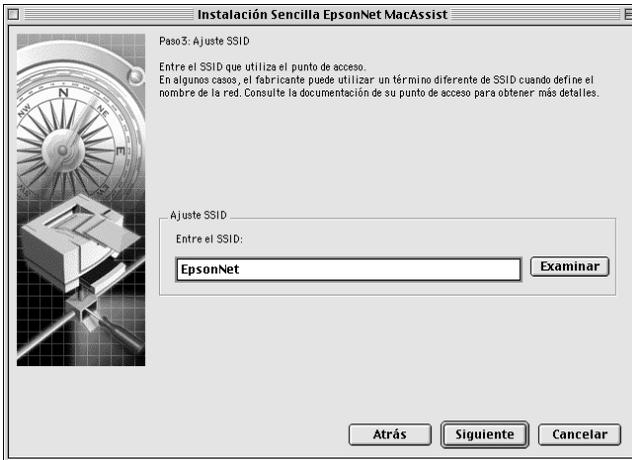 Instalación Sencilla EpsonNet MacAssist
Paso3: Ajuste SSID
Entre el SSID que utiliza el punto de acceso.
En algunos casos, el fabricante puede utilizar un término diferente de SSID cuando define el
nombre de la red. Consulte la documentación de su punto de acceso para obtener más detalles.
N
NE
E
NW
Ajuste SSID
Entre el SSID:
EpsonNet
Examinar
Atrás
Siguiente
Cancelar